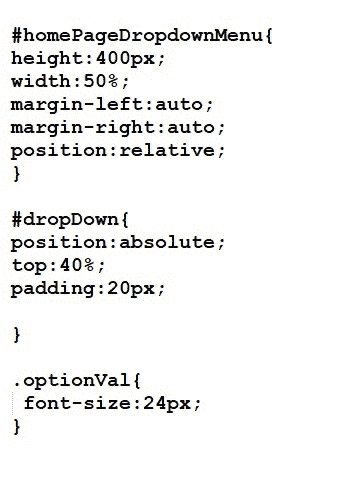 #homePageDropdownMenu{
height:400px;
width:50%;
margin-left:auto;
margin-right:auto;
position:relative;
}

#dropDown{
position:absolute;
top:40%;
padding:20px;

}

.optionVal{
 font-size:24px;
}